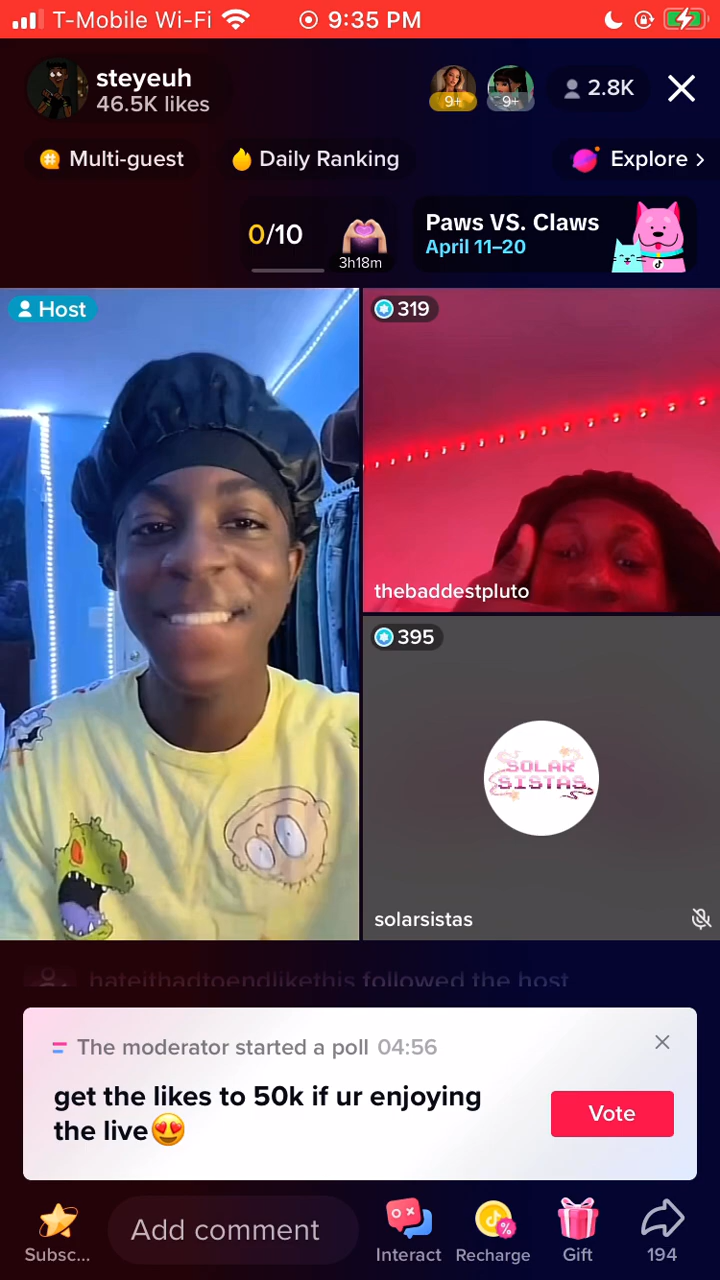 T-Mobile Wi-Fi 9:35 PM
steyeuh
46.5K likes
9+ 9+
2.8K
Multi-guest
Daily Ranking
Explore >
0/10
3h18m
Paws VS. Claws
April 11–20
Host
319
thebaddestpluto
395
SOLAR
SISTAS
solarsistas
hateithadtoendlikethis followed the host
The moderator started a poll 04:56
get the likes to 50k if ur enjoying
the live😍
Vote
Subsc...
Add comment
Interact
Recharge
Gift
194